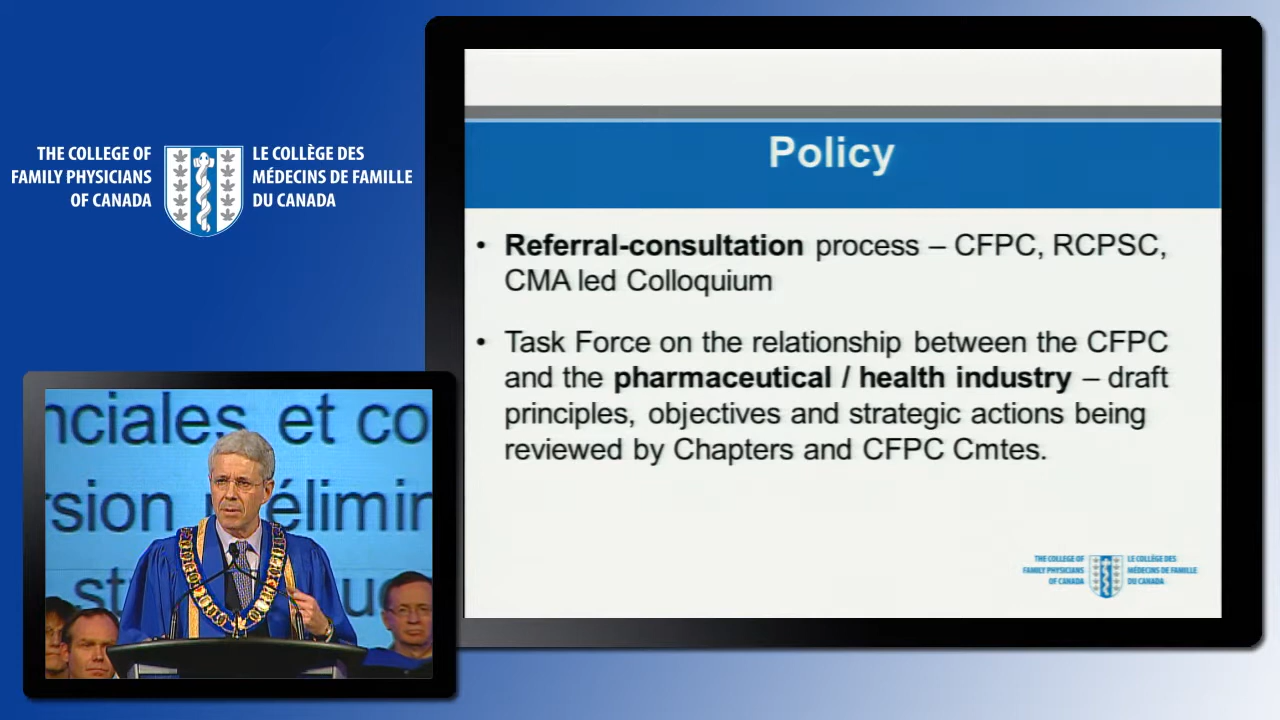 THE COLLEGE OF
FAMILY PHYSICIANS
OF CANADA
LE COLLÈGE DES
MÉDECINS DE FAMILLE
DU CANADA
Policy
• Referral-consultation process – CFPC, RCPSC,
CMA led Colloquium
• Task Force on the relationship between the CFPC
and the pharmaceutical / health industry – draft
principles, objectives and strategic actions being
reviewed by Chapters and CFPC Cmtes.
THE COLLEGE OF
FAMILY PHYSICIANS
OF CANADA
LE COLLÈGE DES
MÉDECINS DE FAMILLE
DU CANADA
nciales et co
rsion
élimin
st